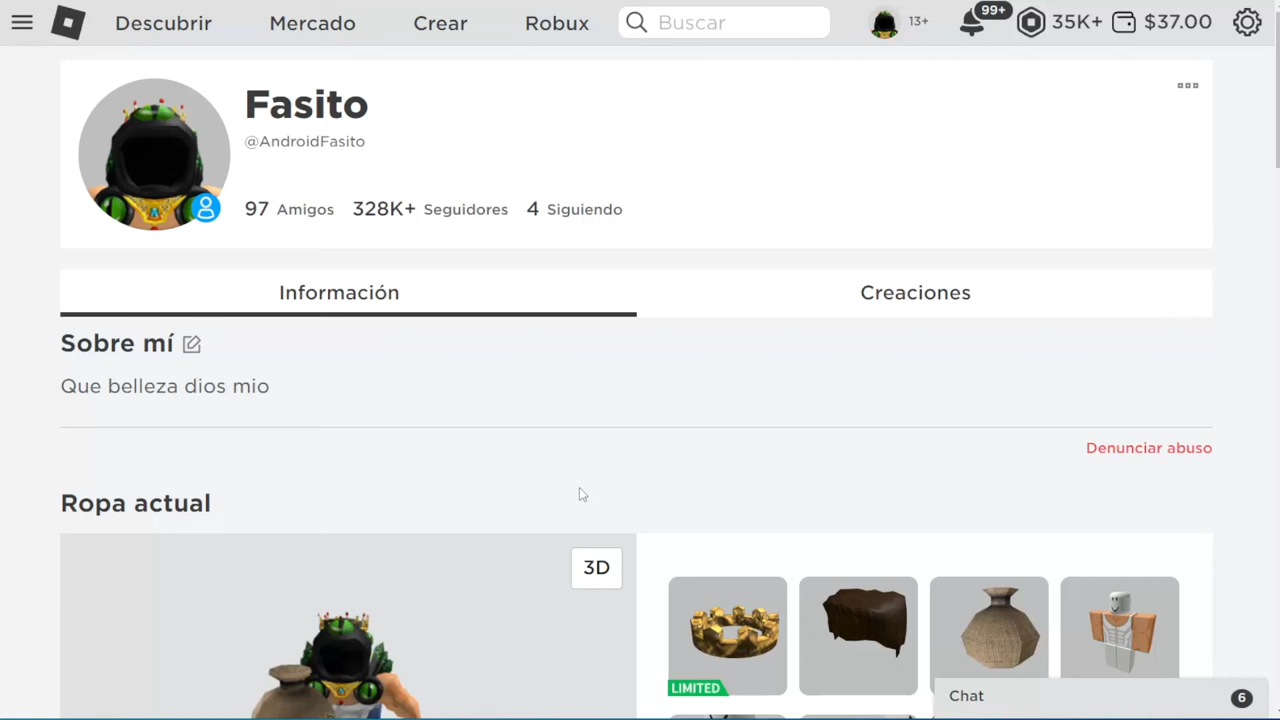 Descubrir Mercado Crear Robux Buscar 13+ 99+ 35K+ $37.00
Fasito
@AndroidFasito
97 Amigos 328K+ Seguidores 4 Siguiendo
Información Creaciones
Sobre mí
Que belleza dios mio
Denunciar abuso
Ropa actual
3D
LIMITED
Chat 6